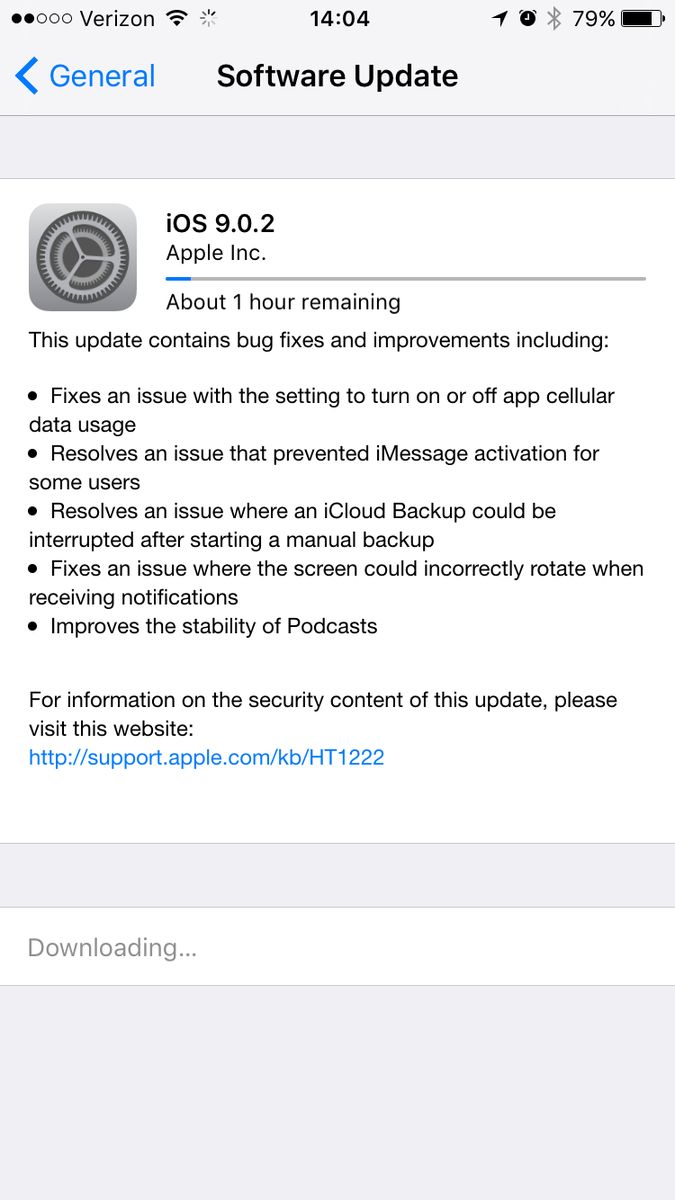 Verizon 14:04 79%
General Software Update
iOS 9.0.2
Apple Inc.
About 1 hour remaining
This update contains bug fixes and improvements including:
• Fixes an issue with the setting to turn on or off app cellular
data usage
• Resolves an issue that prevented iMessage activation for
some users
• Resolves an issue where an iCloud Backup could be
interrupted after starting a manual backup
• Fixes an issue where the screen could incorrectly rotate when
receiving notifications
• Improves the stability of Podcasts
For information on the security content of this update, please
visit this website:
http://support.apple.com/kb/HT1222
Downloading...